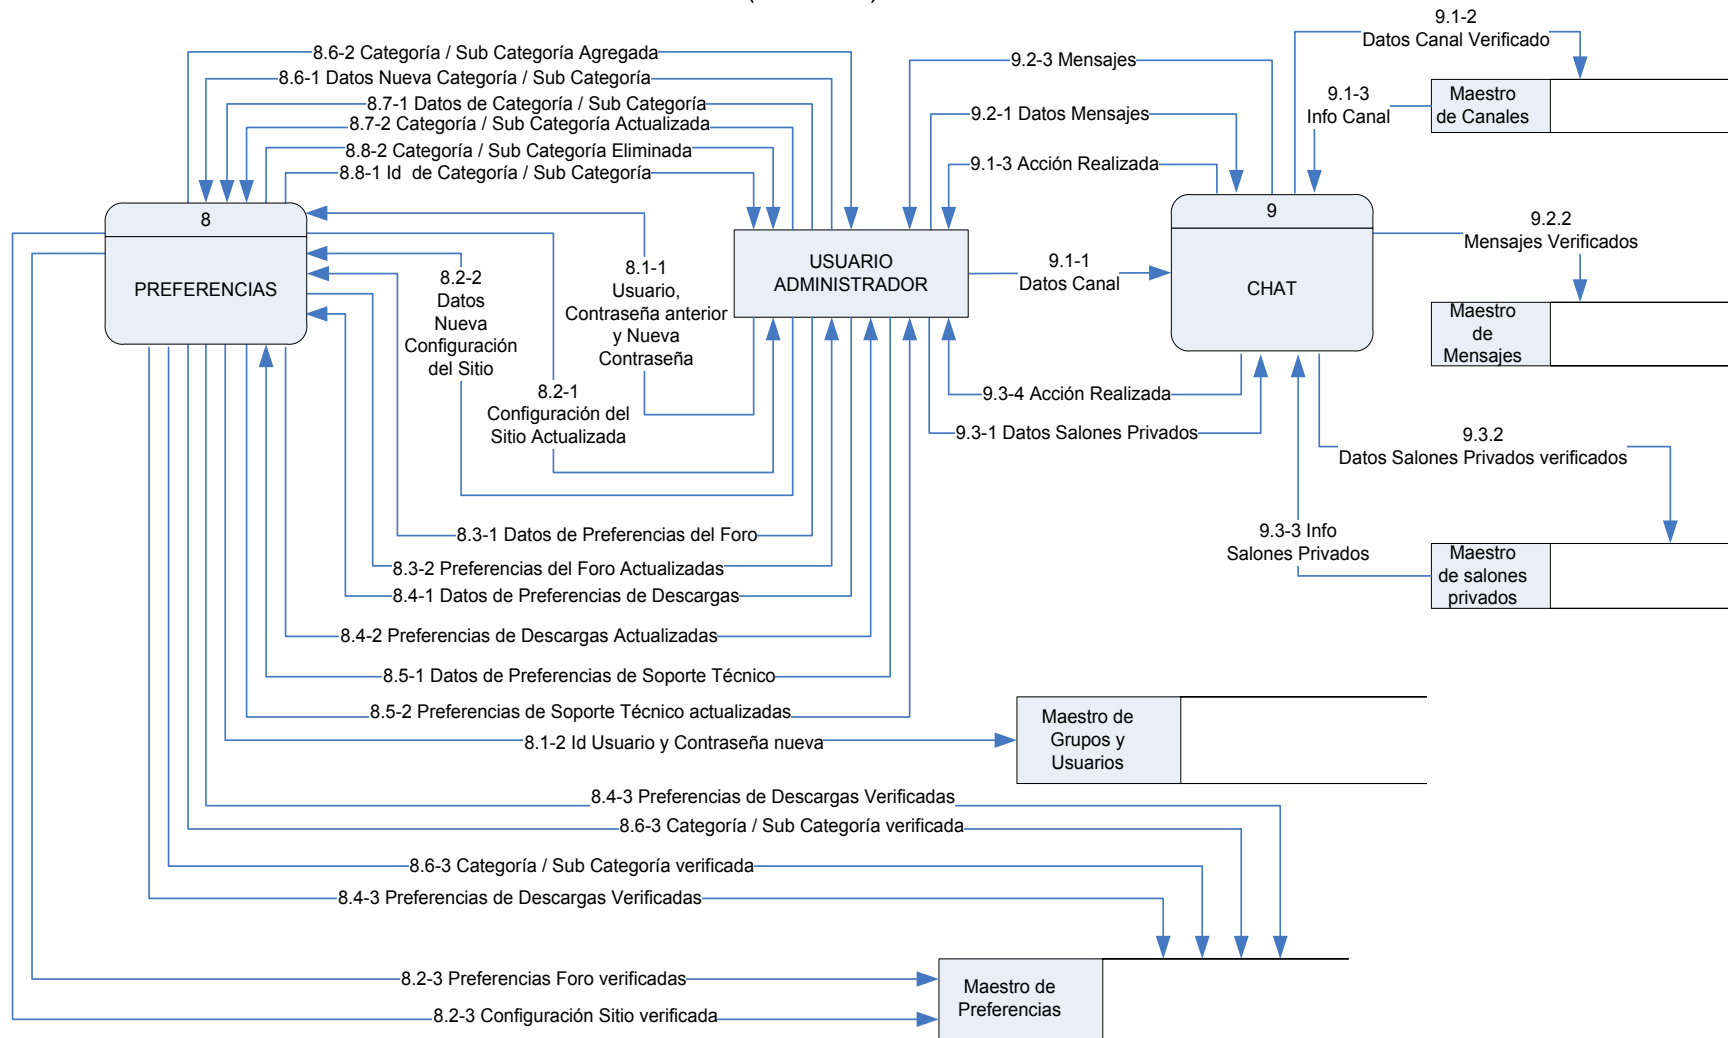 8.6-2 Categoría / Sub Categoría Agregada
8.6-1 Datos Nueva Categoría / Sub Categoría
8.7-1 Datos de Categoría / Sub Categoría
8.7-2 Categoría / Sub Categoría Actualizada
8.8-2 Categoría / Sub Categoría Eliminada
8.8-1 Id  de Categoría / Sub Categoría
8
PREFERENCIAS
8.2-2
Datos
Nueva
Configuración
del Sitio
8.1-1
Usuario,
Contraseña anterior
y Nueva
Contraseña
8.2-1
Configuración del
Sitio Actualizada
USUARIO
ADMINISTRADOR
9.2-3 Mensajes
9.2-1 Datos Mensajes
9.1-3 Acción Realizada
9.1-1
Datos Canal
9
CHAT
9.1-2
Datos Canal Verificado
9.1-3
Info Canal
Maestro
de Canales
9.2.2
Mensajes Verificados
Maestro
de
Mensajes
9.3-4 Acción Realizada
9.3-1 Datos Salones Privados
9.3.2
Datos Salones Privados verificados
9.3-3 Info
Salones Privados
Maestro
de salones
privados
8.3-1 Datos de Preferencias del Foro
8.3-2 Preferencias del Foro Actualizadas
8.4-1 Datos de Preferencias de Descargas
8.4-2 Preferencias de Descargas Actualizadas
8.5-1 Datos de Preferencias de Soporte Técnico
8.5-2 Preferencias de Soporte Técnico actualizadas
8.1-2 Id Usuario y Contraseña nueva
Maestro de
Grupos y
Usuarios
8.4-3 Preferencias de Descargas Verificadas
8.6-3 Categoría / Sub Categoría verificada
8.6-3 Categoría / Sub Categoría verificada
8.4-3 Preferencias de Descargas Verificadas
8.2-3 Preferencias Foro verificadas
8.2-3 Configuración Sitio verificada
Maestro de
Preferencias